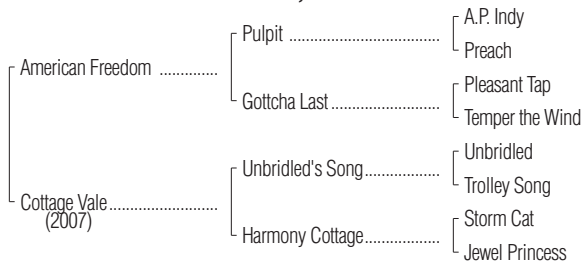 A.P. Indy
Pulpit ........................................
Preach
American Freedom ...............
Pleasant Tap
Gottcha Last .............................
Temper the Wind
Unbridled
Unbridled's Song ....................
Trolley Song
Cottage Vale ............................
(2007)
Storm Cat
Harmony Cottage ....................
Jewel Princess